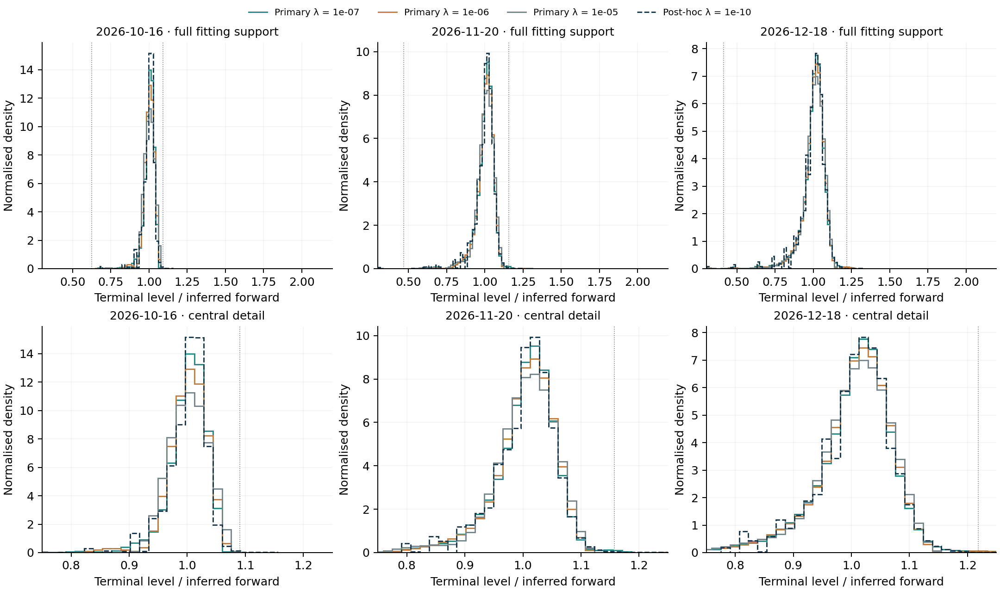 Primary λ = 1e-07 Primary λ = 1e-06 Primary λ = 1e-05 Post-hoc λ = 1e-10
2026-10-16 · full fitting support
Normalised density
14
12
10
8
6
4
2
0
0.50 0.75 1.00 1.25 1.50 1.75 2.00
Terminal level / inferred forward
2026-11-20 · full fitting support
Normalised density
10
8
6
4
2
0
0.50 0.75 1.00 1.25 1.50 1.75 2.00
Terminal level / inferred forward
2026-12-18 · full fitting support
Normalised density
8
7
6
5
4
3
2
1
0
0.50 0.75 1.00 1.25 1.50 1.75 2.00
Terminal level / inferred forward
2026-10-16 · central detail
Normalised density
14
12
10
8
6
4
2
0
0.8 0.9 1.0 1.1 1.2
Terminal level / inferred forward
2026-11-20 · central detail
Normalised density
10
8
6
4
2
0
0.8 0.9 1.0 1.1 1.2
Terminal level / inferred forward
2026-12-18 · central detail
Normalised density
8
7
6
5
4
3
2
1
0
0.8 0.9 1.0 1.1 1.2
Terminal level / inferred forward